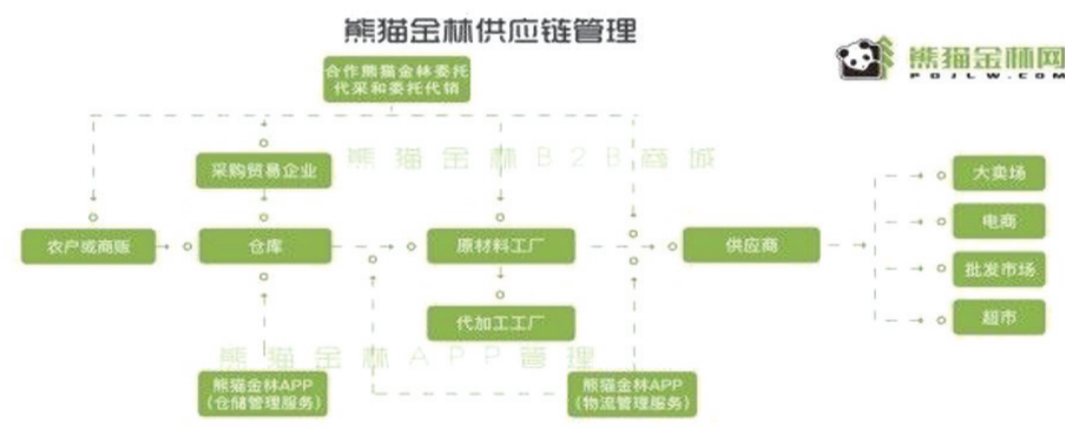 熊猫金林供应链管理
熊猫金林网
POJLW.COM
合作熊猫金林委托
代采和委托代销
熊猫金林B2B商城
采购贸易企业
大卖场
农户或商贩
仓库
原材料工厂
供应商
电商
批发市场
代加工工厂
超市
熊猫金林APP管理
熊猫金林APP
(仓储管理服务)
熊猫金林APP
(物流管理服务)